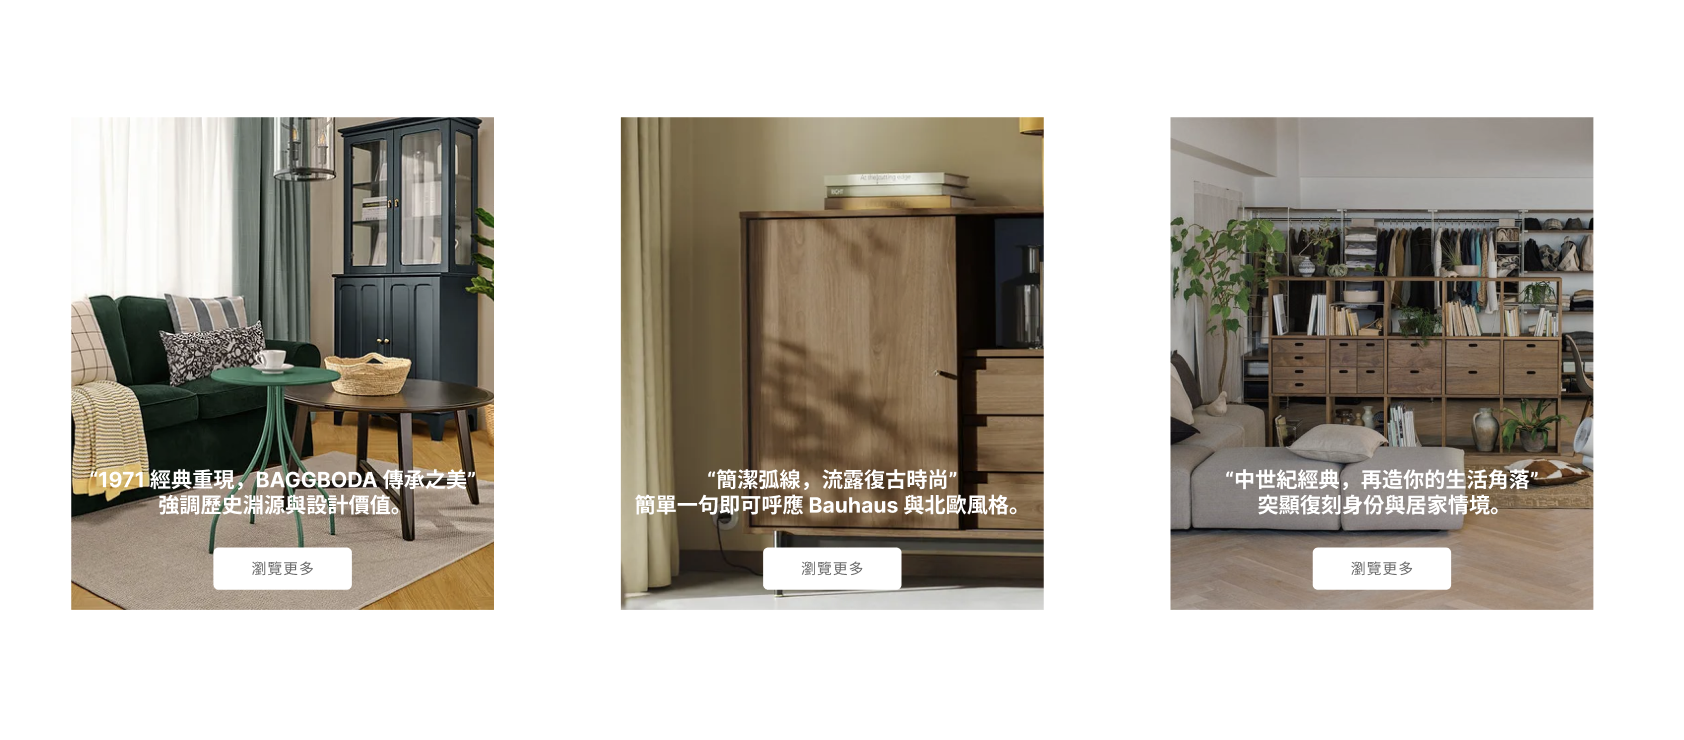 “1971 經典重現，BAGGBODA 傳承之美”
強調歷史淵源與設計價值。
瀏覽更多
“簡潔弧線，流露復古時尚”
簡單一句即可呼應 Bauhaus 與北歐風格。
瀏覽更多
“中世紀經典，再造你的生活角落”
突顯復刻身份與居家情境。
瀏覽更多